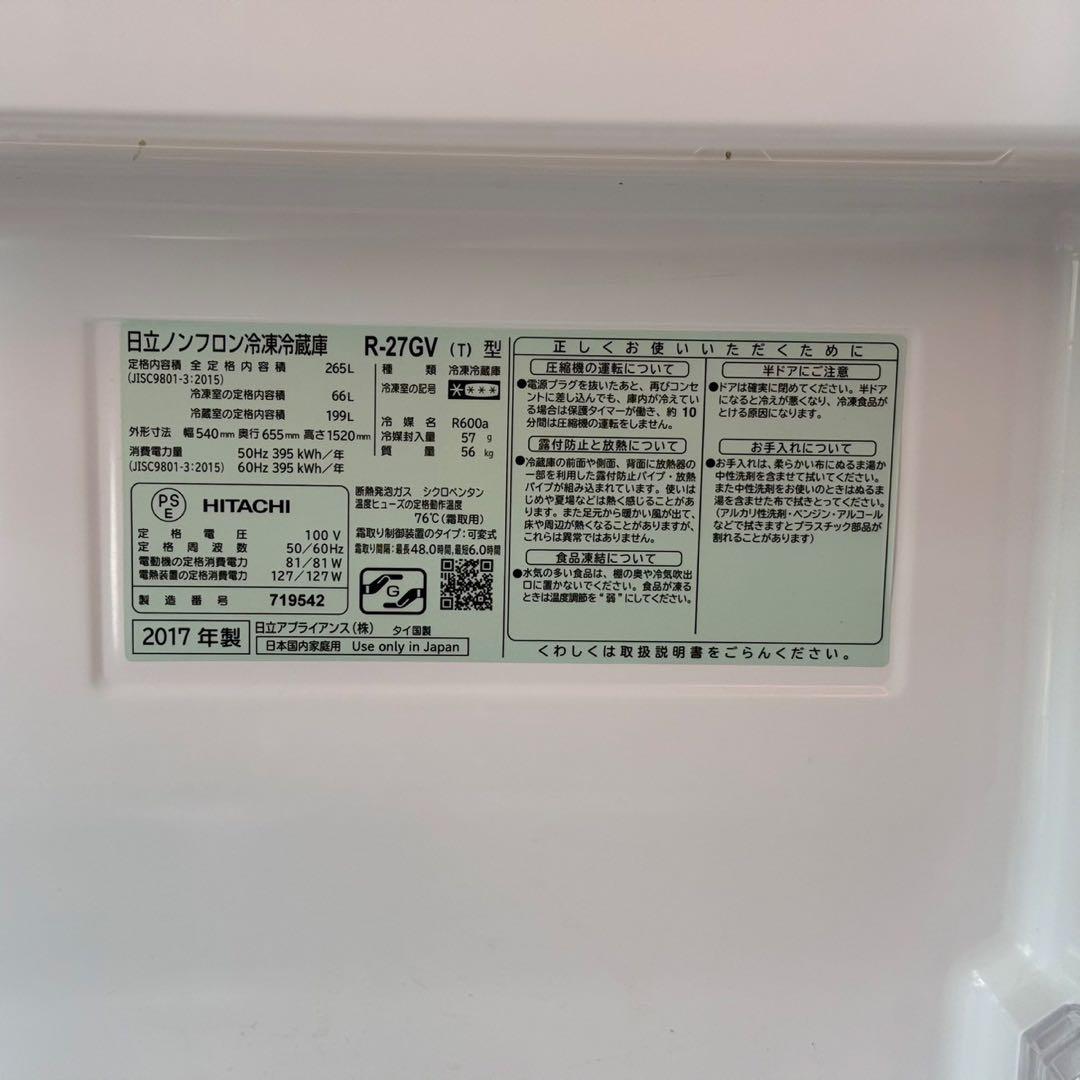 日立ノンフロン冷凍冷蔵庫 R-27GV (T) 型
定格内容積 全定格内容積 265L
(JISC9801-3:2015)
冷凍室の定格内容積 66L
冷蔵室の定格内容積 199L
外形寸法 幅540mm 奥行655mm 高さ1520mm
消費電力量 50Hz 395 kWh/年
(JISC9801-3:2015) 60Hz 395 kWh/年
種類 冷凍冷蔵庫
冷凍室の記号
冷媒名 R600a
冷媒封入量 57 g
質量 56 kg
PS
E
HITACHI
定格電圧 100 V
定格周波数 50/60Hz
電動機の定格消費電力 81/81W
電熱装置の定格消費電力 127/127W
製造番号 719542
断熱発泡ガス シクロペンタン
温度ヒューズの定格動作温度
76℃(霜取用)
霜取り制御装置のタイプ:可変式
霜取り間隔:最長48.0時間,最短6.0時間
G
2017 年製
日立アプライアンス(株) タイ国製
日本国内家庭用 Use only in Japan
正しくお使いいただくために
圧縮機の運転について
●電源プラグを抜いたあと、再びコンセ
ントに差し込んでも、庫内が冷えて
いる場合は保護タイマーが働き、約 10
分間は圧縮機の運転をしません。
露付防止と放熱について
●冷蔵庫の前面や側面、背面に放熱器の
一部を利用した露付防止パイプ・放熱
パイプが組み込まれています。使いは
じめや夏場などは熱く感じることがあ
ります。また足元から暖かい風が出て、
床や周辺が熱くなることがありますが、
これらは異常ではありません。
食品凍結について
●水気の多い食品は、棚の奥や冷気吹出
口に置かないでください。食品が凍る
ときは温度調節を“弱”にしてください。
半ドアにご注意
●ドアは確実に閉めてください。半ドア
になると冷えが悪くなり、冷凍食品が
とける原因になります。
お手入れについて
●お手入れは、柔らかい布にぬるま湯か
中性洗剤を含ませて拭いてください。
また中性洗剤をお使いのときはぬるま
湯を含ませた布で拭きとってください。
(アルカリ性洗剤・ベンジン・アルコール
などで拭きますとプラスチック部品が
割れることがあります)
くわしくは取扱説明書をごらんください。